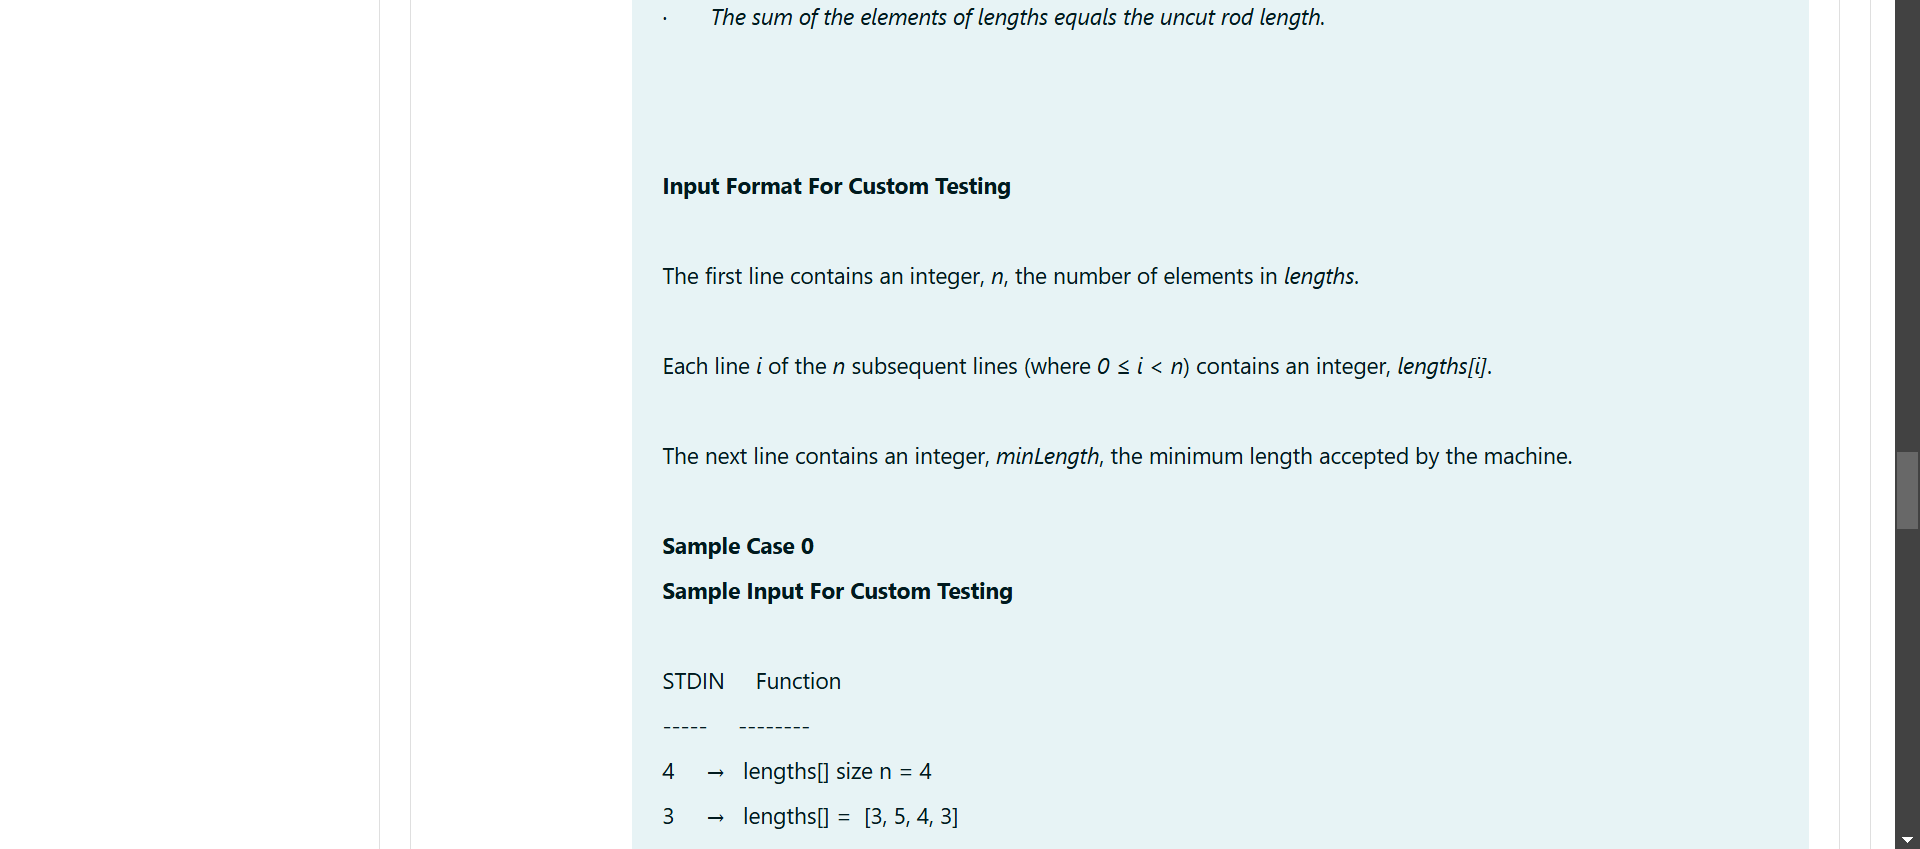 · The sum of the elements of lengths equals the uncut rod length.
Input Format For Custom Testing
The first line contains an integer, n, the number of elements in lengths.
Each line i of the n subsequent lines (where 0 ≤ i < n) contains an integer, lengths[i].
The next line contains an integer, minLength, the minimum length accepted by the machine.
Sample Case 0
Sample Input For Custom Testing
STDIN Function
----- --------
4 → lengths[] size n = 4
3 → lengths[] = [3, 5, 4, 3]